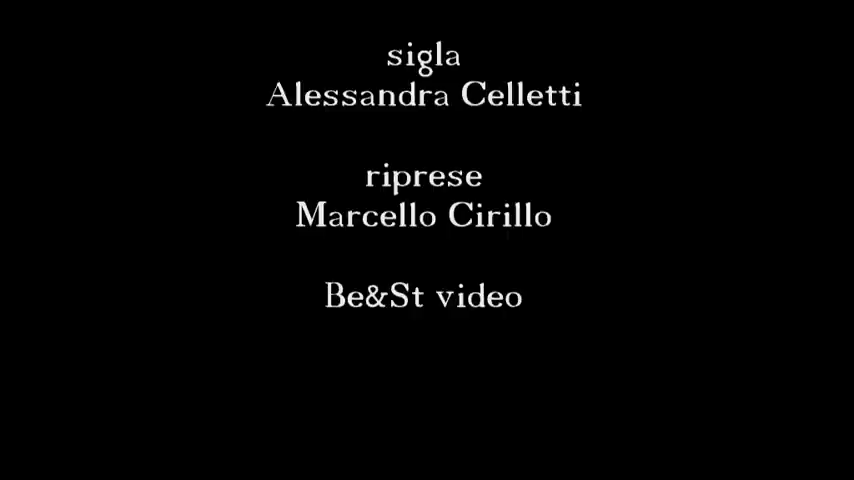 sigla
Alessandra Celletti
riprese
Marcello Cirillo
Be&St video